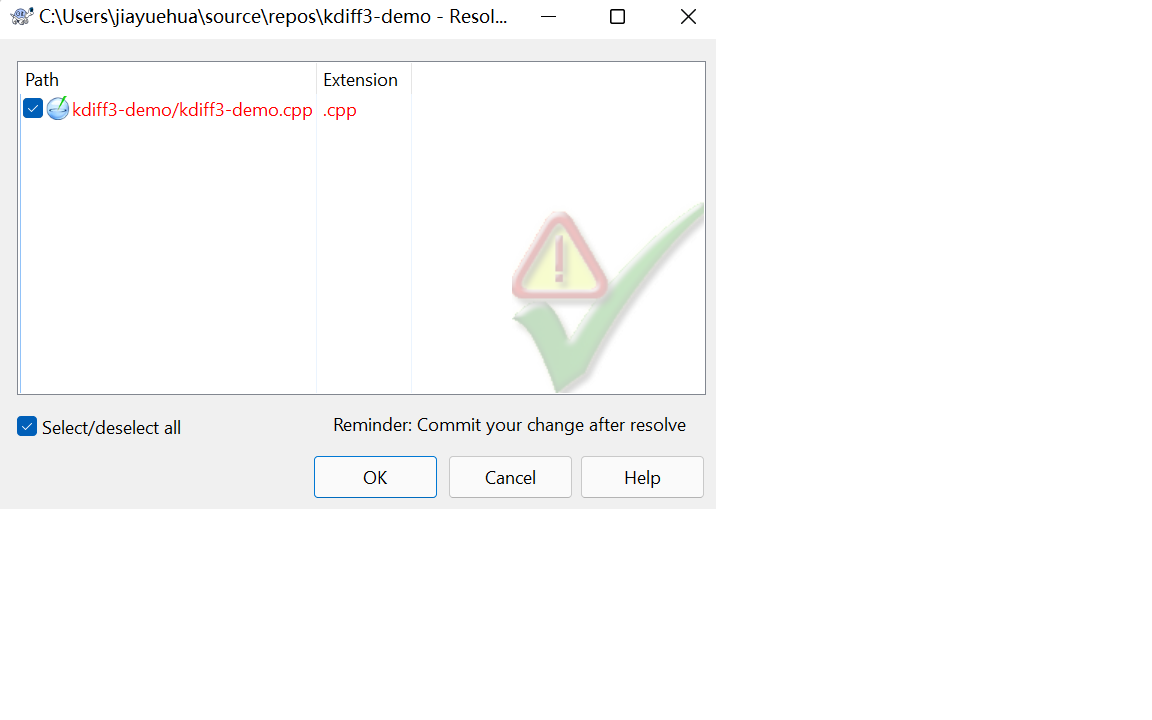 C:\Users\jiayuehua\source\repos\kdiff3-demo - Resol...
Path Extension
kdiff3-demo/kdiff3-demo.cpp .cpp
Select/deselect all Reminder: Commit your change after resolve
OK Cancel Help